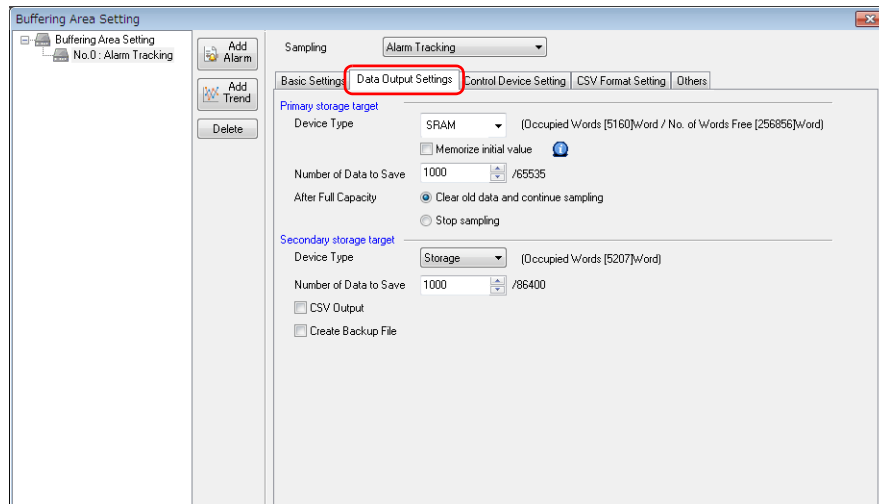 Buffering Area Setting
Buffering Area Setting
No.0 : Alarm Tracking
Add Alarm
Add Trend
Delete
Sampling Alarm Tracking
Basic Settings Data Output Settings Control Device Setting CSV Format Setting Others
Primary storage target
Device Type SRAM (Occupied Words [5160]Word / No. of Words Free [256856]Word)
Memorize initial value
Number of Data to Save 1000 /65535
After Full Capacity Clear old data and continue sampling
Stop sampling
Secondary storage target
Device Type Storage (Occupied Words [5207]Word)
Number of Data to Save 1000 /86400
CSV Output
Create Backup File